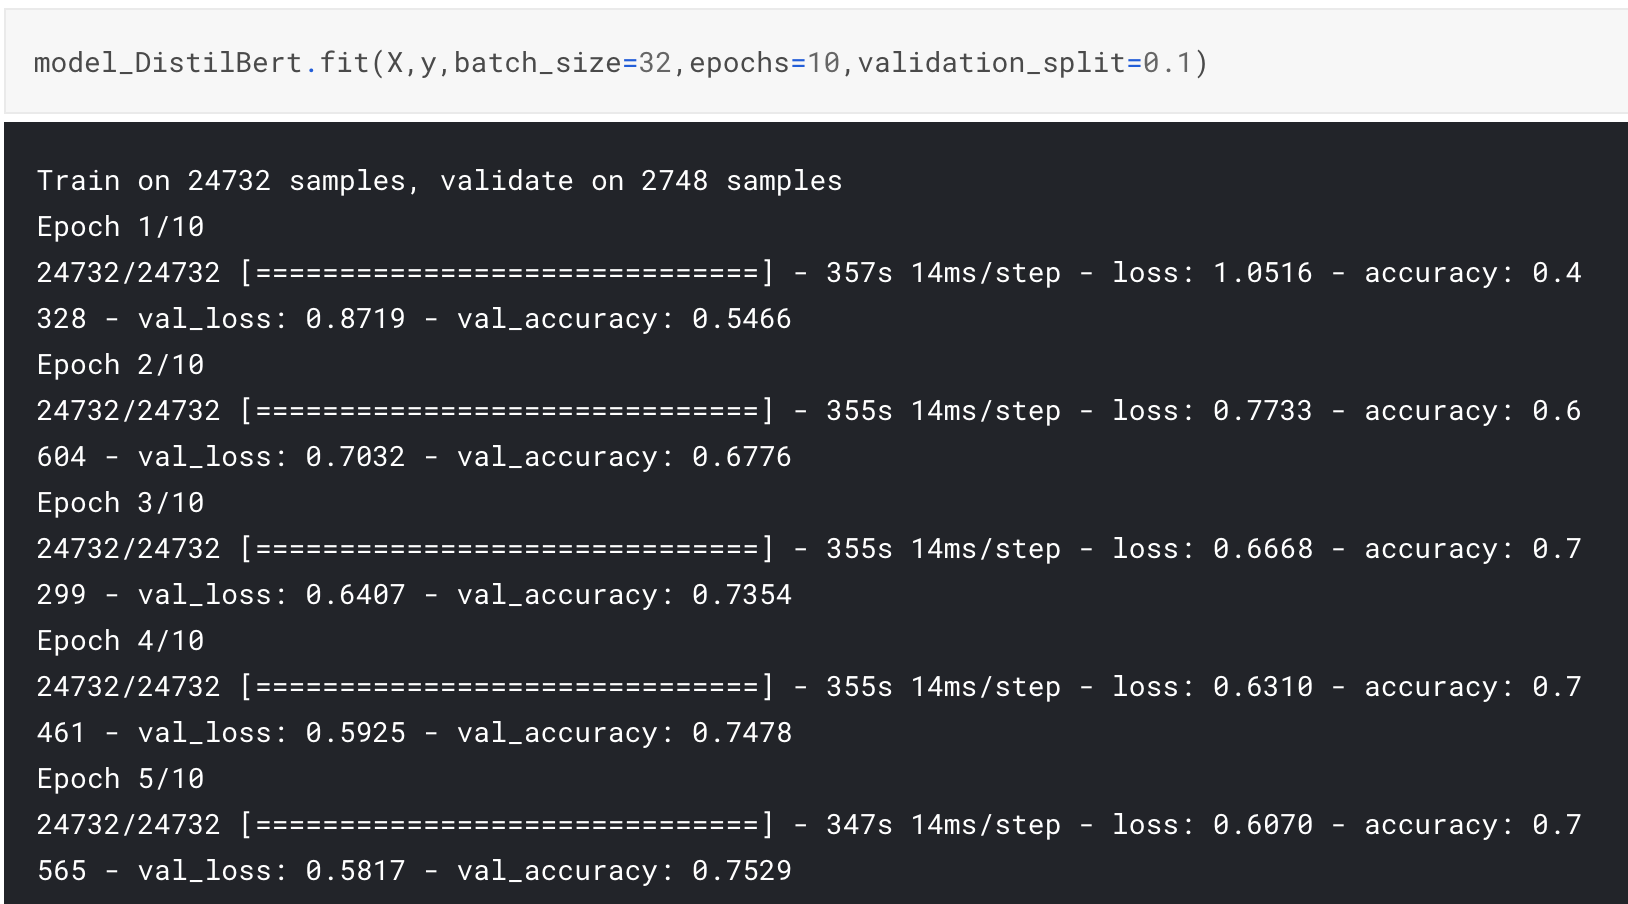 model_DistilBert.fit(X,y,batch_size=32,epochs=10,validation_split=0.1)
Train on 24732 samples, validate on 2748 samples
Epoch 1/10
24732/24732 [==============================] - 357s 14ms/step - loss: 1.0516 - accuracy: 0.4
328 - val_loss: 0.8719 - val_accuracy: 0.5466
Epoch 2/10
24732/24732 [==============================] - 355s 14ms/step - loss: 0.7733 - accuracy: 0.6
604 - val_loss: 0.7032 - val_accuracy: 0.6776
Epoch 3/10
24732/24732 [==============================] - 355s 14ms/step - loss: 0.6668 - accuracy: 0.7
299 - val_loss: 0.6407 - val_accuracy: 0.7354
Epoch 4/10
24732/24732 [==============================] - 355s 14ms/step - loss: 0.6310 - accuracy: 0.7
461 - val_loss: 0.5925 - val_accuracy: 0.7478
Epoch 5/10
24732/24732 [==============================] - 347s 14ms/step - loss: 0.6070 - accuracy: 0.7
565 - val_loss: 0.5817 - val_accuracy: 0.7529